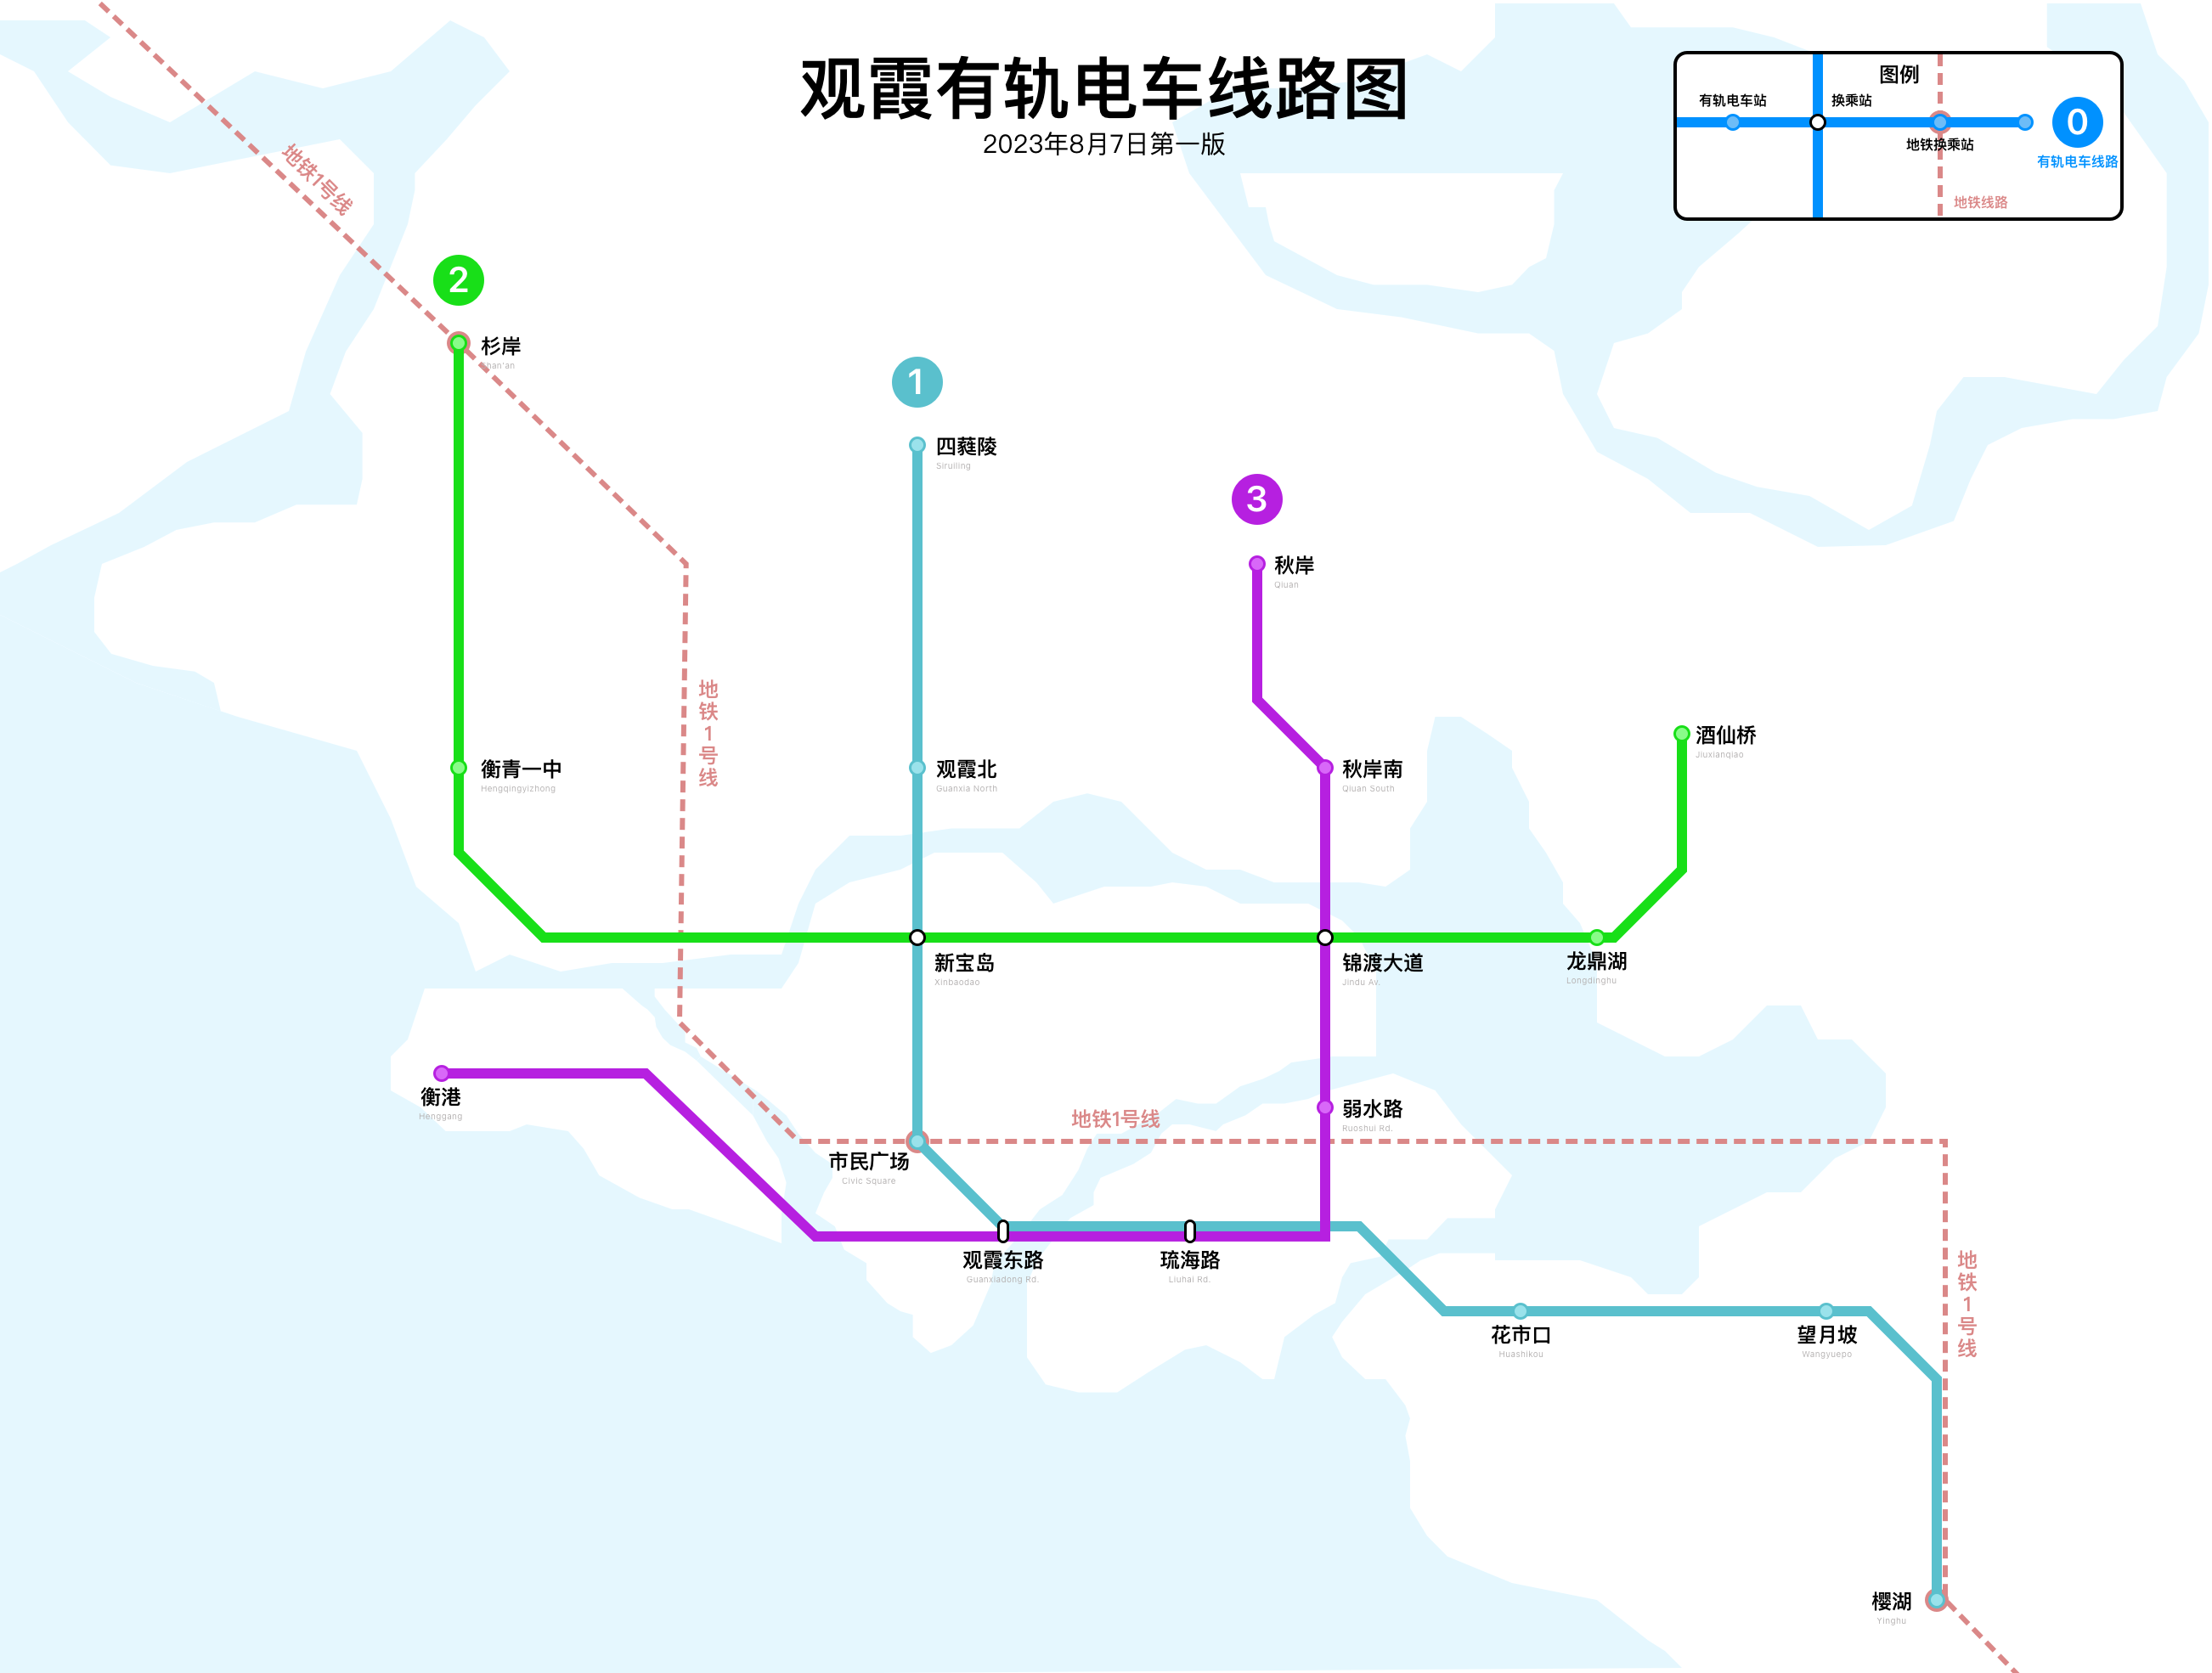 观霞有轨电车线路图
2023年8月7日第一版
图例
有轨电车站
换乘站
地铁换乘站
0
有轨电车线路
地铁线路
地铁1号线
2
杉岸
Shan'an
1
四蕤陵
Siruiling
3
秋岸
Qiuan
地铁1号线
酒仙桥
Jiuxianqiao
衡青一中
Hengqingyizhong
观霞北
Guanxia North
秋岸南
Qiuan South
新宝岛
Xinbaodao
锦渡大道
Jindu Av.
龙鼎湖
Longdinghu
衡港
Henggang
地铁1号线
弱水路
Ruoshui Rd.
市民广场
Civic Square
观霞东路
Guanxiadong Rd.
琉海路
Liuhai Rd.
地铁1号线
花市口
Huashikou
望月坡
Wangyuepo
樱湖
Yinghu